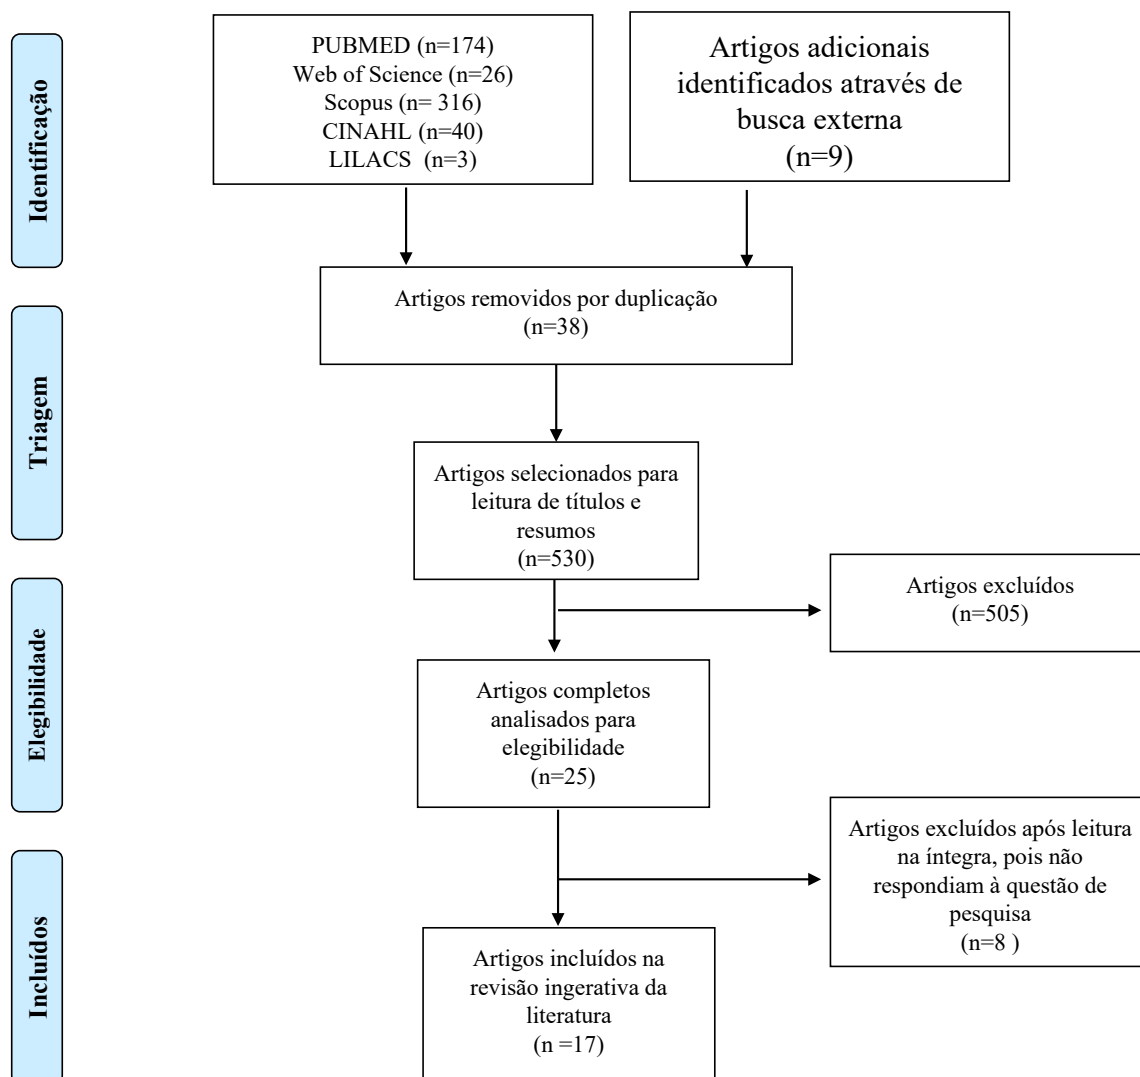 Identificação
PUBMED (n=174)
Web of Science (n=26)
Scopus (n= 316)
CINAHL (n=40)
LILACS (n=3)
Artigos adicionais
identificados através de
busca externa
(n=9)
Triagem
Artigos removidos por duplicação
(n=38)
Artigos selecionados para
leitura de títulos e
resumos
(n=530)
Elegibilidade
Artigos excluídos
(n=505)
Artigos completos
analisados para
elegibilidade
(n=25)
Incluídos
Artigos excluídos após leitura
na íntegra, pois não
respondiam à questão de
pesquisa
(n=8 )
Artigos incluídos na
revisão ingerativa da
literatura
(n =17)